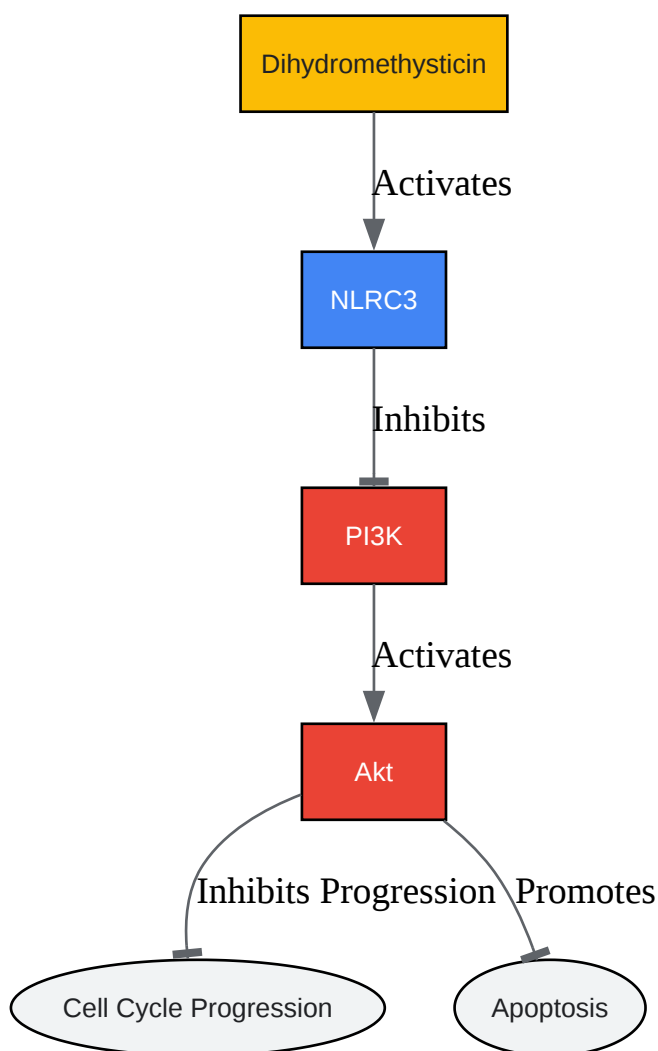 Dihydromethysticin
Activates
NLRC3
Inhibits
PI3K
Activates
Akt
Inhibits Progression
Promotes
Cell Cycle Progression
Apoptosis